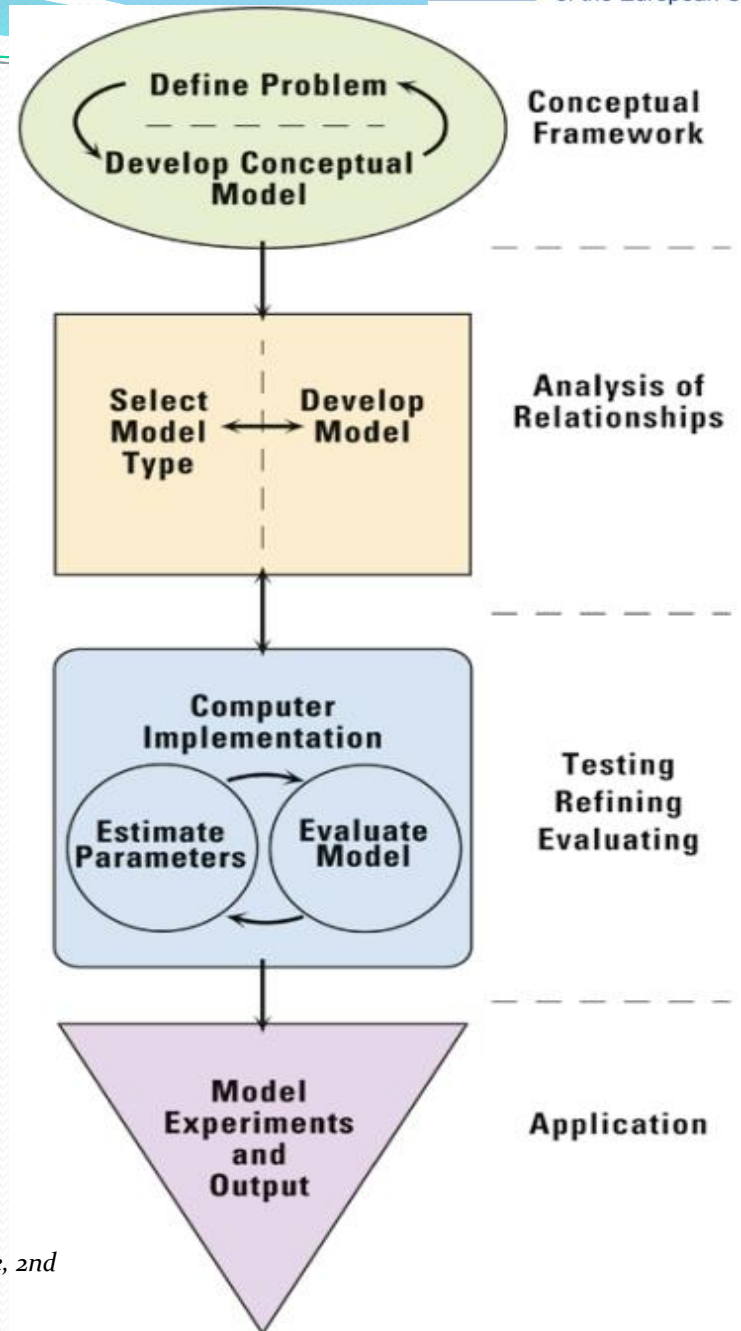 Define Problem
Develop Conceptual
Model
Conceptual
Framework
Select
Model
Type
Develop
Model
Analysis of
Relationships
Computer
Implementation
Estimate
Parameters
Evaluate
Model
Testing
Refining
Evaluating
Model
Experiments
and
Output
Application
, 2nd